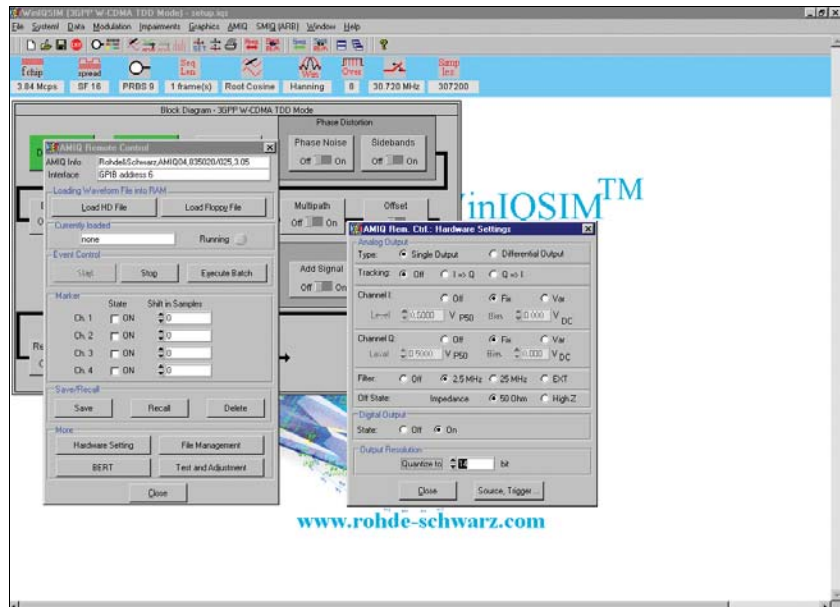 WinIQSIM (3GPP W-CDMA TDD Mode) - setup.iqs
File System! Data Modulation Impairments Graphics AMIQ SMIQ (ARB) Window Help
fchip spread Seq Len Win Over Samp les
3.84 Mcps SF 16 PRBS 9 1 frame(s) Root Cosine Hanning 8 30.720 MHz 307200
Block Diagram - 3GPP W-CDMA TDD Mode
Phase Distortion
Phase Noise Sidebands
Off On Off On
Multipath Offset
Off On
Add Signal
Off On
WinIQSIM™
AMIQ Remote Control
AMIQ Info: Rohde&Schwarz,AMIQ04,835020/025,3.05
Interface GPIB address 6
Loading Waveform File into RAM
Load HD File Load Floppy File
Currently loaded
none Running
Event Control
Start Stop Execute Batch
Marker
State Shift in Samples
Ch. 1 ON 0
Ch. 2 ON 0
Ch. 3 ON 0
Ch. 4 ON 0
Save/Recall
Save Recall Delete
More
Hardware Setting File Management
BERT Test and Adjustment
Close
AMIQ Rem. Ctrl.: Hardware Settings
Analog Output
Type: Single Output Differential Output
Tracking: Off I => Q Q => I
Channel I: Off Fix Var
Level 0.5000 V P50 Bias 0.000 V DC
Channel Q: Off Fix Var
Level 0.5000 V P50 Bias 0.000 V DC
Filter: Off 2.5 MHz 25 MHz EXT
Off State: Impedance 50 Ohm High Z
Digital Output
State: Off On
Output Resolution
Quantize to 14 bit
Close Source, Trigger ...
www.rohde-schwarz.com